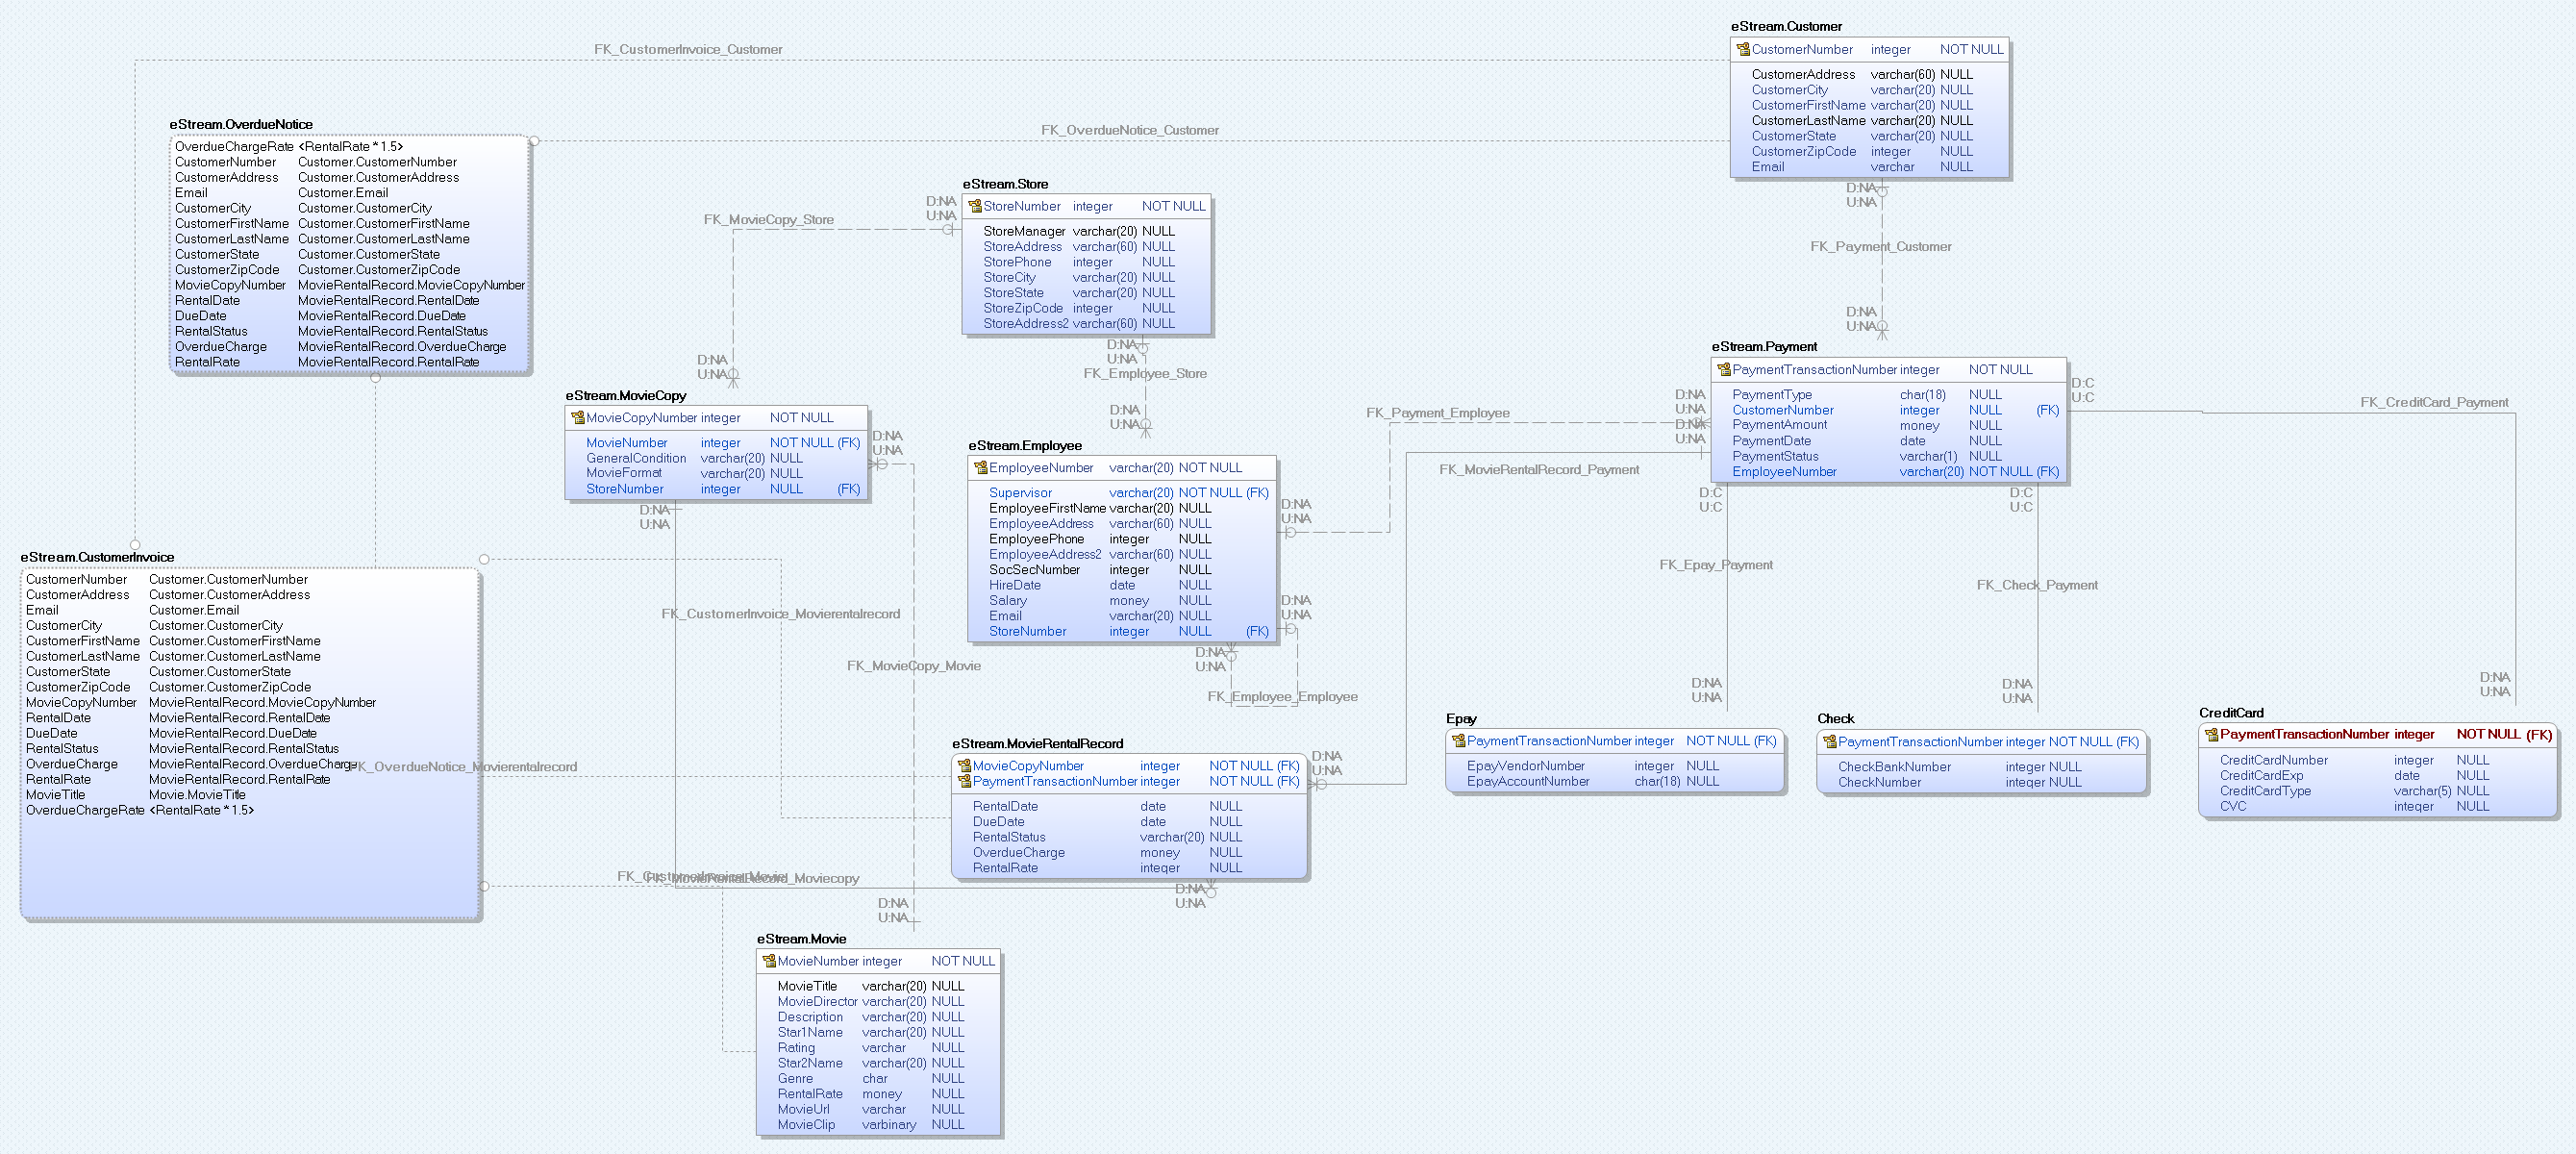 eStream.Customer
CustomerNumber integer NOT NULL
CustomerAddress varchar(60) NULL
CustomerCity varchar(20) NULL
CustomerFirstName varchar(20) NULL
CustomerLastName varchar(20) NULL
CustomerState varchar(20) NULL
CustomerZipCode integer NULL
Email varchar NULL
FK_CustomerInvoice_Customer
FK_OverdueNotice_Customer
eStream.OverdueNotice
OverdueChargeRate <RentalRate * 1.5>
CustomerNumber Customer.CustomerNumber
CustomerAddress Customer.CustomerAddress
Email Customer.Email
CustomerCity Customer.CustomerCity
CustomerFirstName Customer.CustomerFirstName
CustomerLastName Customer.CustomerLastName
CustomerState Customer.CustomerState
CustomerZipCode Customer.CustomerZipCode
MovieCopyNumber MovieRentalRecord.MovieCopyNumber
RentalDate MovieRentalRecord.RentalDate
DueDate MovieRentalRecord.DueDate
RentalStatus MovieRentalRecord.RentalStatus
OverdueCharge MovieRentalRecord.OverdueCharge
RentalRate MovieRentalRecord.RentalRate
eStream.Store
StoreNumber integer NOT NULL
StoreManager varchar(20) NULL
StoreAddress varchar(60) NULL
StorePhone integer NULL
StoreCity varchar(20) NULL
StoreState varchar(20) NULL
StoreZipCode integer NULL
StoreAddress2 varchar(60) NULL
D:NA
U:NA
FK_MovieCopy_Store
D:NA
U:NA
D:NA
U:NA
FK_Employee_Store
D:NA
U:NA
D:NA
U:NA
FK_Payment_Customer
D:NA
U:NA
eStream.Payment
PaymentTransactionNumber integer NOT NULL
PaymentType char(18) NULL
CustomerNumber integer NULL (FK)
PaymentAmount money NULL
PaymentDate date NULL
PaymentStatus varchar(1) NULL
EmployeeNumber varchar(20) NOT NULL (FK)
D:C
U:C
FK_CreditCard_Payment
D:NA
U:NA
D:NA
U:NA
FK_Payment_Employee
FK_MovieRentalRecord_Payment
D:C
U:C
D:C
U:C
FK_Epay_Payment
FK_Check_Payment
eStream.MovieCopy
MovieCopyNumber integer NOT NULL
MovieNumber integer NOT NULL (FK)
GeneralCondition varchar(20) NULL
MovieFormat varchar(20) NULL
StoreNumber integer NULL (FK)
D:NA
U:NA
D:NA
U:NA
eStream.Employee
EmployeeNumber varchar(20) NOT NULL
Supervisor varchar(20) NOT NULL (FK)
EmployeeFirstName varchar(20) NULL
EmployeeAddress varchar(60) NULL
EmployeePhone integer NULL
EmployeeAddress2 varchar(60) NULL
SocSecNumber integer NULL
HireDate date NULL
Salary money NULL
Email varchar(20) NULL
StoreNumber integer NULL (FK)
D:NA
U:NA
D:NA
U:NA
D:NA
U:NA
FK_Employee_Employee
eStream.CustomerInvoice
CustomerNumber Customer.CustomerNumber
CustomerAddress Customer.CustomerAddress
Email Customer.Email
CustomerCity Customer.CustomerCity
CustomerFirstName Customer.CustomerFirstName
CustomerLastName Customer.CustomerLastName
CustomerState Customer.CustomerState
CustomerZipCode Customer.CustomerZipCode
MovieCopyNumber MovieRentalRecord.MovieCopyNumber
RentalDate MovieRentalRecord.RentalDate
DueDate MovieRentalRecord.DueDate
RentalStatus MovieRentalRecord.RentalStatus
OverdueCharge MovieRentalRecord.OverdueCharge
RentalRate MovieRentalRecord.RentalRate
MovieTitle Movie.MovieTitle
OverdueChargeRate <RentalRate * 1.5>
FK_CustomerInvoice_Movierentalrecord
FK_MovieCopy_Movie
FK_OverdueNotice_Movierentalrecord
FK_CustomerInvoice_Movie
FK_MovieRentalRecord_Moviecopy
eStream.MovieRentalRecord
MovieCopyNumber integer NOT NULL (FK)
PaymentTransactionNumber integer NOT NULL (FK)
RentalDate date NULL
DueDate date NULL
RentalStatus varchar(20) NULL
OverdueCharge money NULL
RentalRate integer NULL
D:NA
U:NA
D:NA
U:NA
D:NA
U:NA
D:NA
U:NA
Epay
PaymentTransactionNumber integer NOT NULL (FK)
EpayVendorNumber integer NULL
EpayAccountNumber char(18) NULL
D:NA
U:NA
Check
PaymentTransactionNumber integer NOT NULL (FK)
CheckBankNumber integer NULL
CheckNumber integer NULL
D:NA
U:NA
CreditCard
PaymentTransactionNumber integer NOT NULL (FK)
CreditCardNumber integer NULL
CreditCardExp date NULL
CreditCardType varchar(5) NULL
CVC integer NULL
D:NA
U:NA
eStream.Movie
MovieNumber integer NOT NULL
MovieTitle varchar(20) NULL
MovieDirector varchar(20) NULL
Description varchar(20) NULL
Star1Name varchar(20) NULL
Rating varchar NULL
Star2Name varchar(20) NULL
Genre char NULL
RentalRate money NULL
MovieUrl varchar NULL
MovieClip varbinary NULL